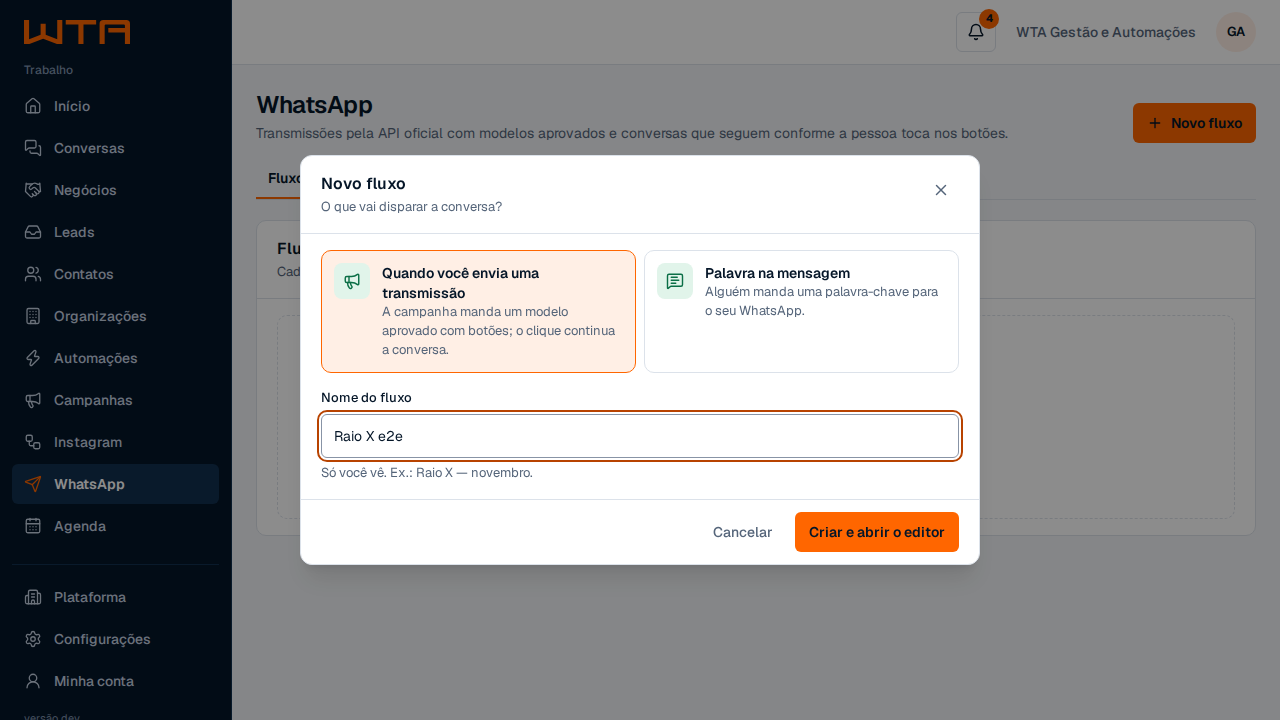 WTA
Trabalho
Início
Conversas
Negócios
Leads
Contatos
Organizações
Automações
Campanhas
Instagram
WhatsApp
Agenda
Plataforma
Configurações
Minha conta
versão dev
4
WTA Gestão e Automações
GA
WhatsApp
Transmissões pela API oficial com modelos aprovados e conversas que seguem conforme a pessoa toca nos botões.
Novo fluxo
Novo fluxo
O que vai disparar a conversa?
Quando você envia uma
transmissão
A campanha manda um modelo
aprovado com botões; o clique continua
a conversa.
Palavra na mensagem
Alguém manda uma palavra-chave para
o seu WhatsApp.
Nome do fluxo
Raio X e2e
Só você vê. Ex.: Raio X — novembro.
Cancelar
Criar e abrir o editor